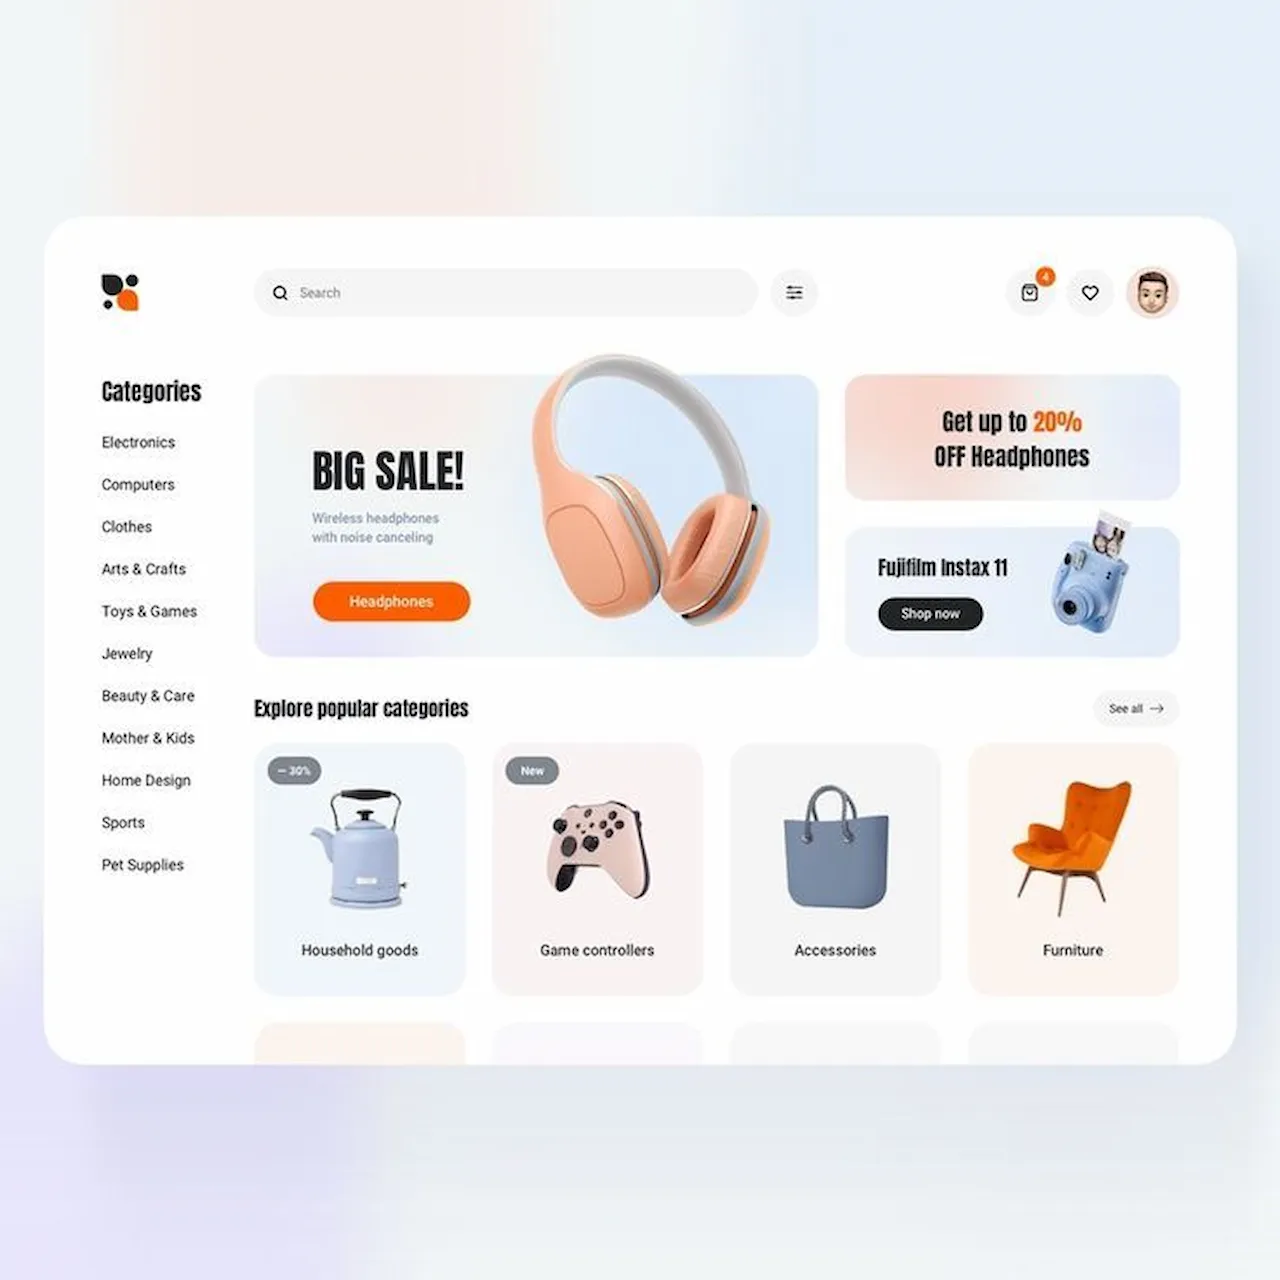 Search
4
Categories
Electronics
Computers
Clothes
Arts & Crafts
Toys & Games
Jewelry
Beauty & Care
Mother & Kids
Home Design
Sports
Pet Supplies
BIG SALE!
Wireless headphones
with noise canceling
Headphones
Get up to 20%
OFF Headphones
Fujifilm Instax 11
Shop now
Explore popular categories
See all →
– 30%
Household goods
New
Game controllers
Accessories
Furniture